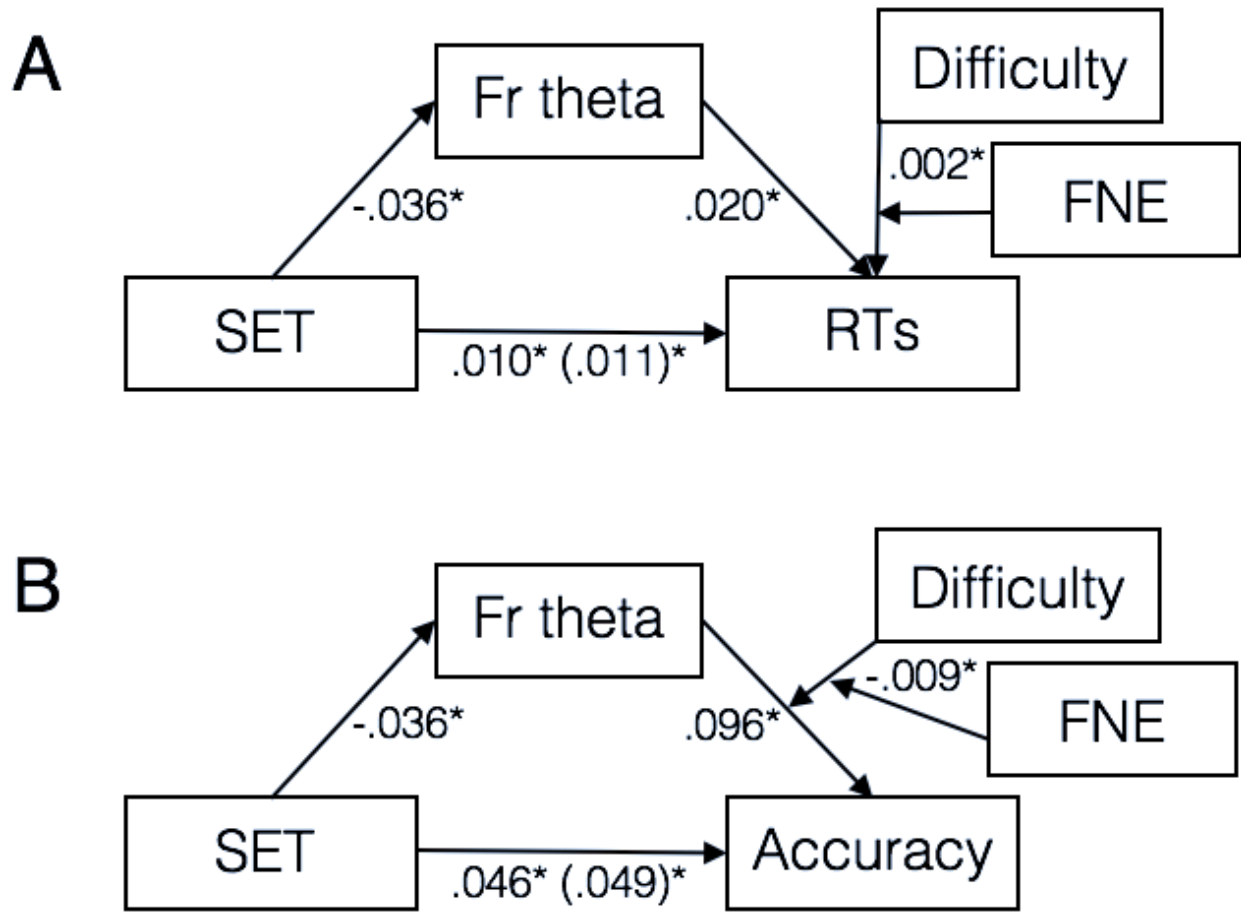 A
Fr theta
Difficulty
.002*
FNE
-.036*
.020*
SET
RTs
.010* (.011)*
B
Fr theta
Difficulty
-.009*
FNE
-.036*
.096*
SET
Accuracy
.046* (.049)*